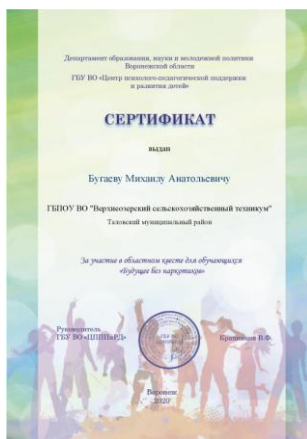 Департамент образования, науки и молодежной политики
Воронежской области
ГБУ ВО «Центр психолого-педагогической поддержки
и развития детей»
СЕРТИФИКАТ
выдан
Бугаеву Михаилу Анатольевичу
ГБПОУ ВО "Верхнеозерский сельскохозяйственный техникум"
Таловский муниципальный район
За участие в областном квесте для обучающихся
«Будущее без наркотиков»
Руководитель
ГБУ ВО «ЦПППиРД»
В.Ф.
Воронеж
2020